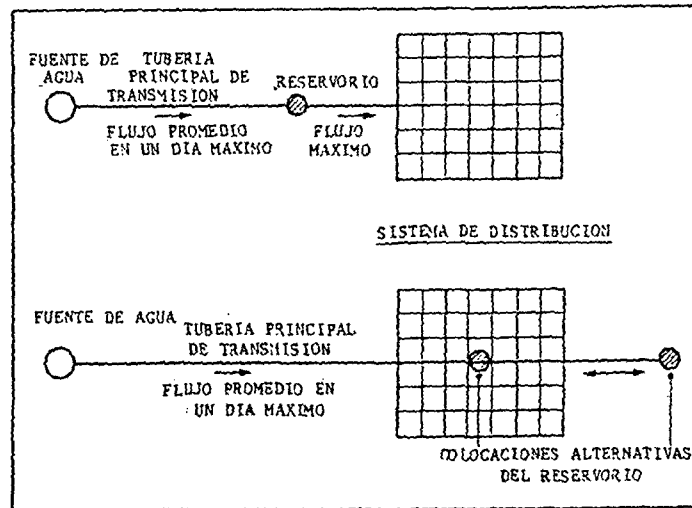 FUENTE DE AGUA
TUBERIA PRINCIPAL DE TRANSMISION
RESERVORIO
FLUJO PROMEDIO EN UN DIA MAXIMO
FLUJO MAXIMO
SISTEMA DE DISTRIBUCION
FUENTE DE AGUA
TUBERIA PRINCIPAL
DE TRANSMISION
FLUJO PROMEDIO EN
UN DIA MAXIMO
COLOCACIONES ALTERNATIVAS
DEL RESERVORIO